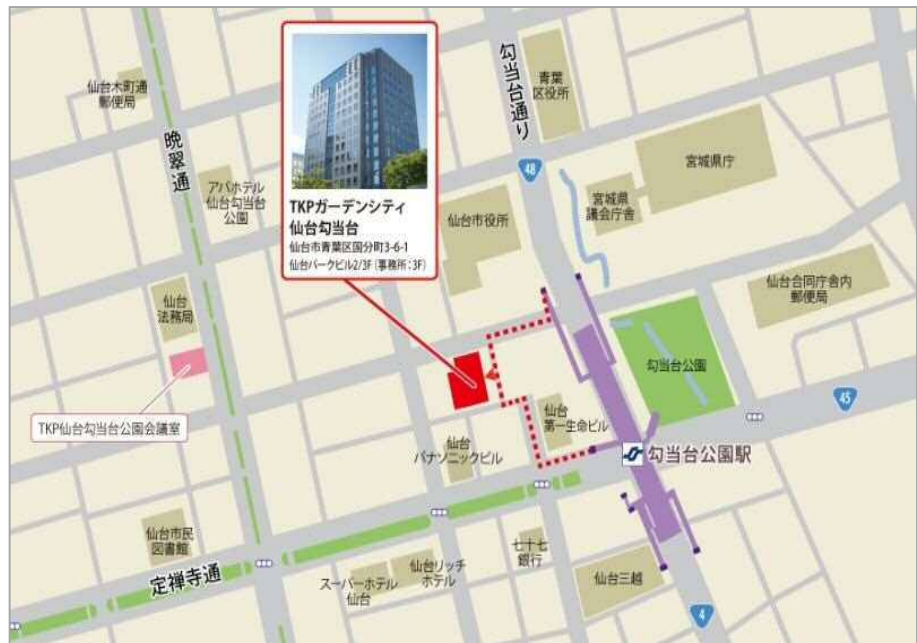 仙台木町通
郵便局
晩翠通
アパホテル
仙台勾当台
公園
TKPガーデンシティ
仙台勾当台
仙台市青葉区国分町3-6-1
仙台パークビル2/3F (事務所:3F)
勾当台通り
青葉
区役所
48
宮城県庁
宮城県
議会庁舎
仙台市役所
仙台合同庁舎内
郵便局
仙台
法務局
勾当台公園
45
TKP仙台勾当台公園会議室
仙台
第一生命ビル
仙台
パナソニックビル
勾当台公園駅
仙台市民
図書館
定禅寺通
スーパーホテル
仙台
仙台リッチ
ホテル
七十七
銀行
仙台三越
4